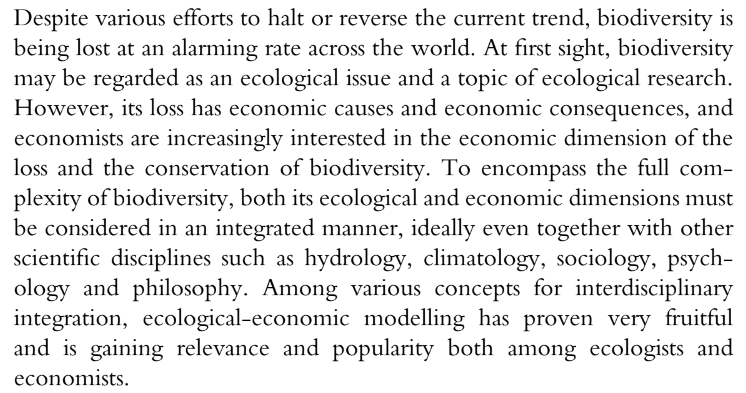 Despite various efforts to halt or reverse the current trend, biodiversity is
being lost at an alarming rate across the world. At first sight, biodiversity
may be regarded as an ecological issue and a topic of ecological research.
However, its loss has economic causes and economic consequences, and
economists are increasingly interested in the economic dimension of the
loss and the conservation of biodiversity. To encompass the full com-
plexity of biodiversity, both its ecological and economic dimensions must
be considered in an integrated manner, ideally even together with other
scientific disciplines such as hydrology, climatology, sociology, psych-
ology and philosophy. Among various concepts for interdisciplinary
integration, ecological-economic modelling has proven very fruitful
and is gaining relevance and popularity both among ecologists and
economists.